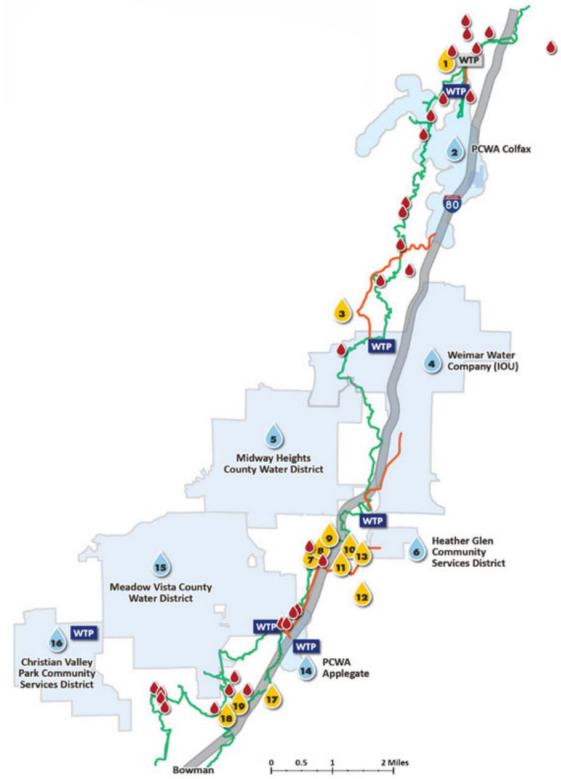 1
WTP
WTP
2
PCWA Colfax
80
3
WTP
4
Weimar Water
Company (IOU)
5
Midway Heights
County Water District
WTP
9
8
7
10
11
13
6
Heather Glen
Community
Services District
12
15
Meadow Vista County
Water District
WTP
WTP
16
Christian Valley
Park Community
Services District
WTP
14
PCWA
Applegate
17
19
18
Bowman
0 0.5 1 2 Miles